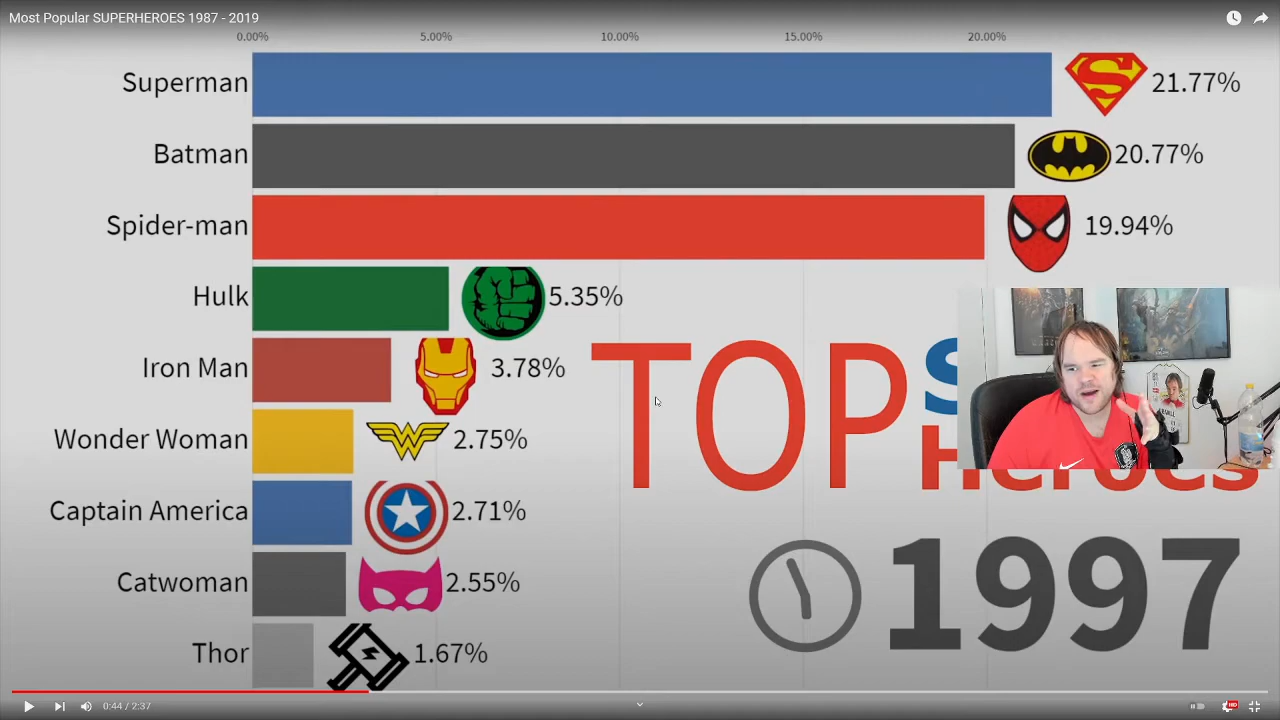 Most Popular SUPERHEROES 1987 - 2019
0.00% 5.00% 10.00% 15.00% 20.00%
Superman 21.77%
Batman 20.77%
Spider-man 19.94%
Hulk 5.35%
Iron Man 3.78%
Wonder Woman 2.75%
Captain America 2.71%
Catwoman 2.55%
Thor 1.67%
TOP S
Heroes
1997
0:44 / 2:37
HD